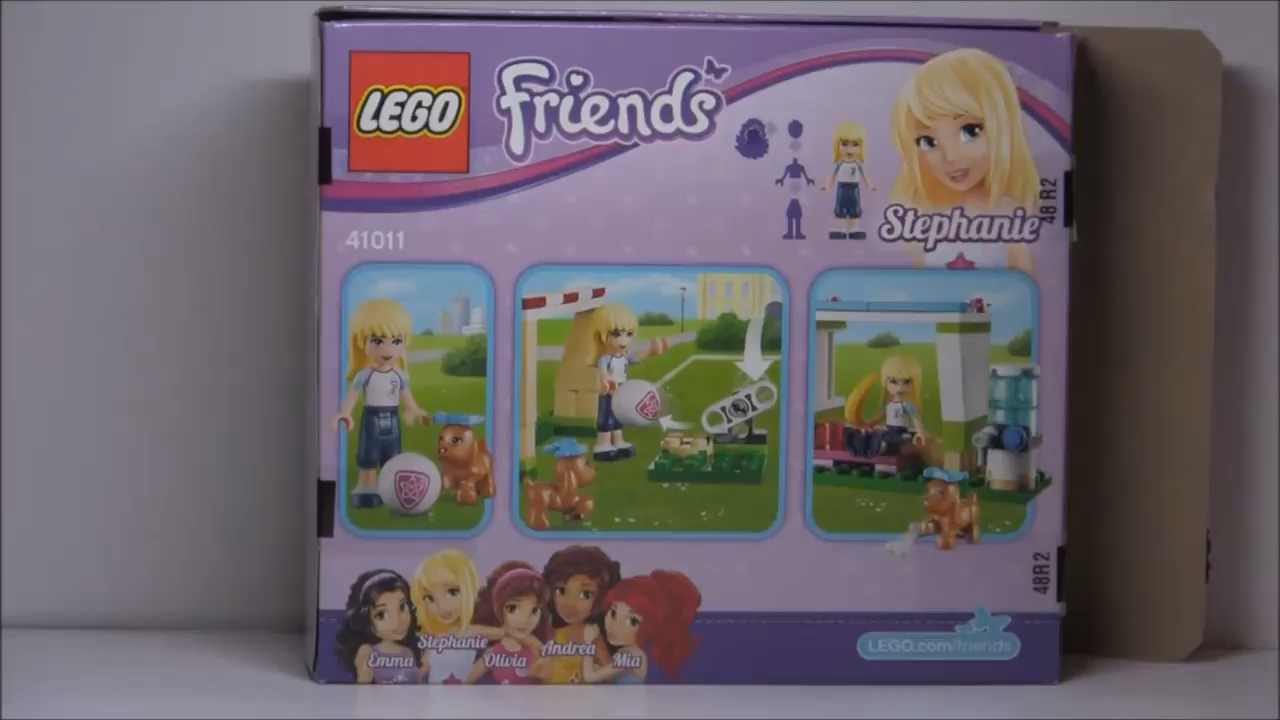 LEGO
Friends
Stephanie
48 R2
41011
48R2
Emma
Stephanie
Olivia
Andrea
Mia
LEGO.com/friends